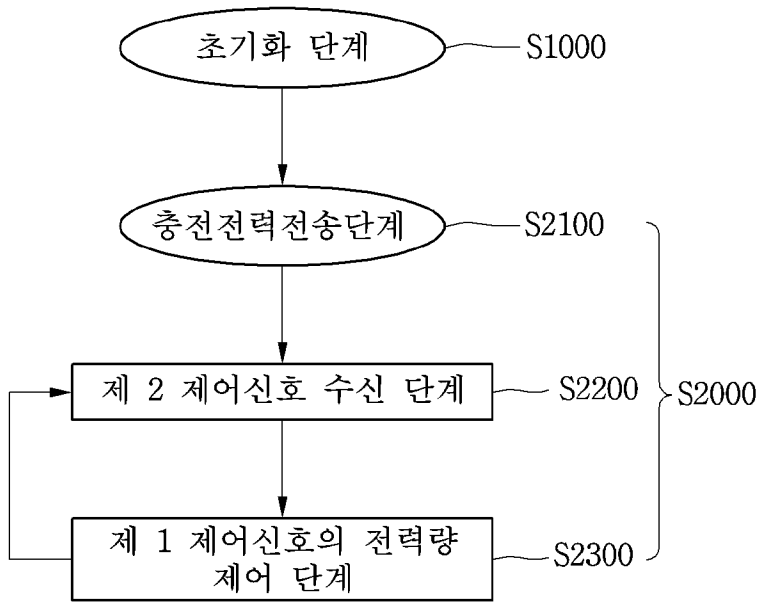 초기화 단계
S1000
충전전력전송단계
S2100
제 2 제어신호 수신 단계
S2200
S2000
제 1 제어신호의 전력량
제어 단계
S2300